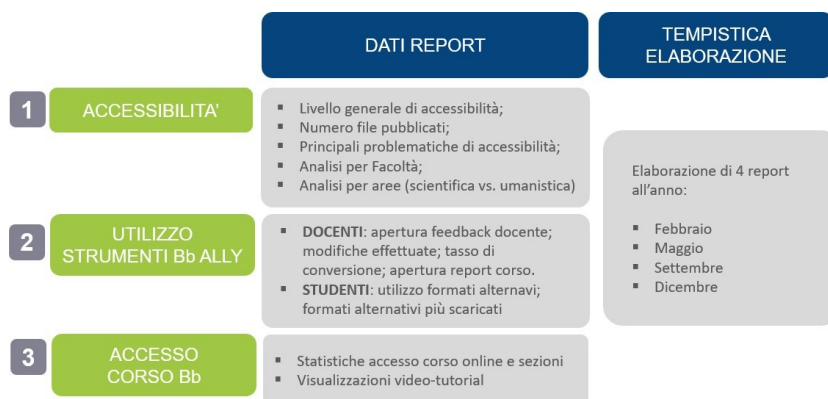 DATI REPORT
TEMPISTICA
ELABORAZIONE
1
ACCESSIBILITA'
▪ Livello generale di accessibilità;
▪ Numero file pubblicati;
▪ Principali problematiche di accessibilità;
▪ Analisi per Facoltà;
▪ Analisi per aree (scientifica vs. umanistica)
2
UTILIZZO
STRUMENTI Bb ALLY
▪ DOCENTI: apertura feedback docente;
modifiche effettuate; tasso di
conversione; apertura report corso.
▪ STUDENTI: utilizzo formati alternavi;
formati alternativi più scaricati
3
ACCESSO
CORSO Bb
▪ Statistiche accesso corso online e sezioni
▪ Visualizzazioni video-tutorial
Elaborazione di 4 report
all'anno:
▪ Febbraio
▪ Maggio
▪ Settembre
▪ Dicembre